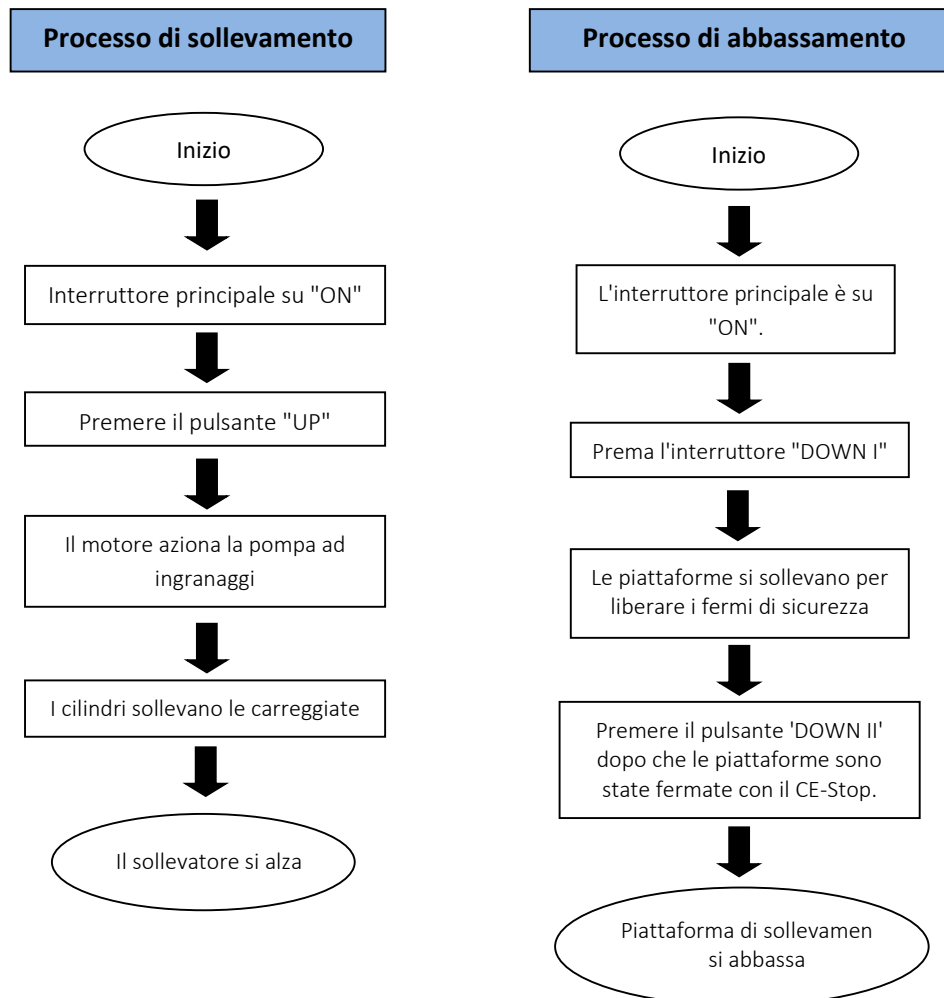 Processo di sollevamento
Inizio
Interruttore principale su "ON"
Premere il pulsante "UP"
Il motore aziona la pompa ad
ingranaggi
I cilindri sollevano le carreggiate
Il sollevatore si alza
Processo di abbassamento
Inizio
L'interruttore principale è su
"ON".
Prema l'interruttore "DOWN I"
Le piattaforme si sollevano per
liberare i fermi di sicurezza
Premere il pulsante 'DOWN II'
dopo che le piattaforme sono
state fermate con il CE-Stop.
Piattaforma di sollevamen
si abbassa